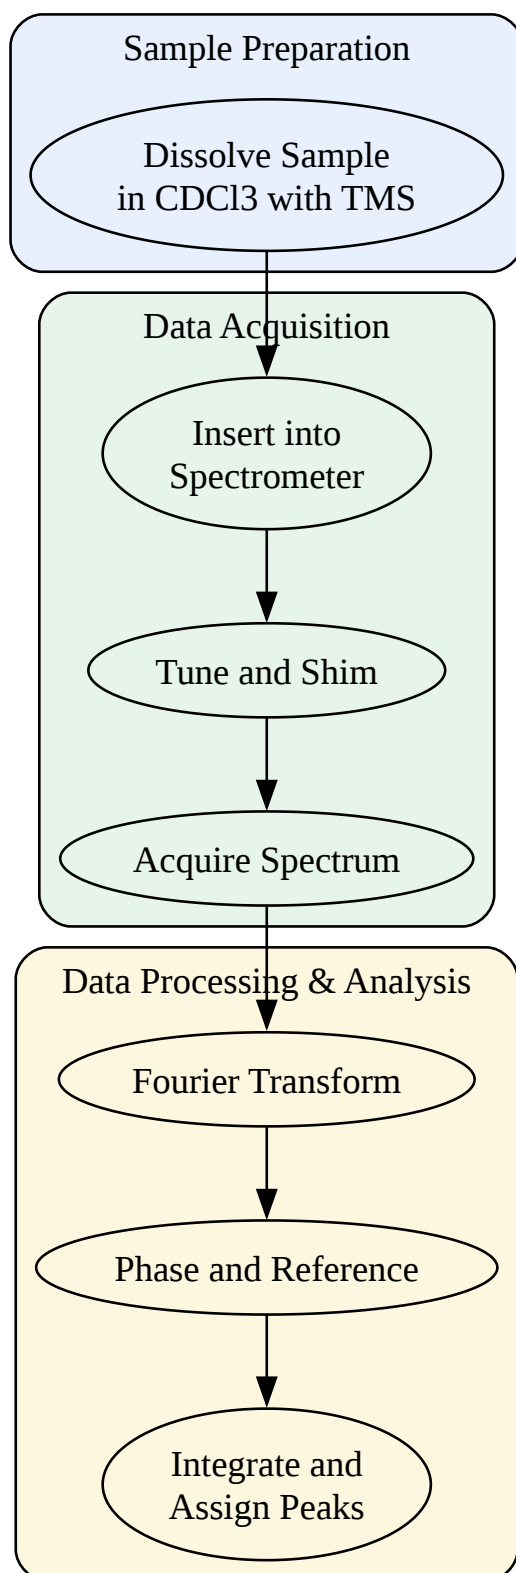 Sample Preparation
Dissolve Sample
in CDCl3 with TMS
Data Acquisition
Insert into
Spectrometer
Tune and Shim
Acquire Spectrum
Data Processing & Analysis
Fourier Transform
Phase and Reference
Integrate and
Assign Peaks